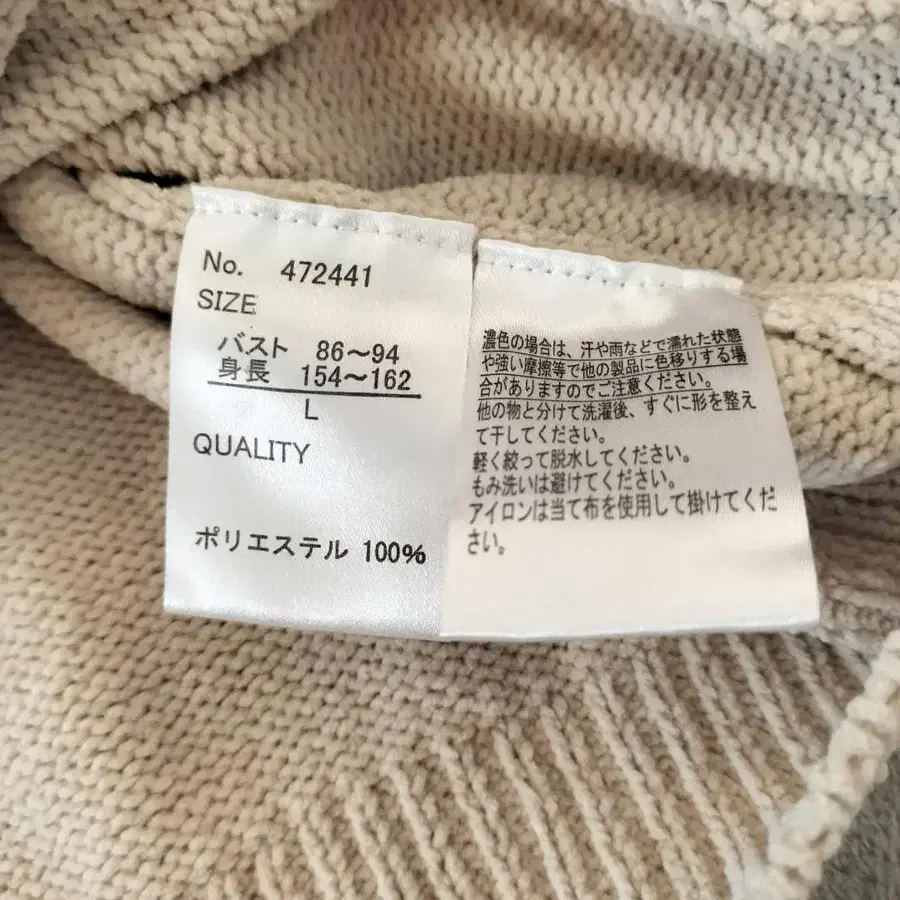 No. 472441
SIZE
バスト 86～94
身長 154～162
L
QUALITY
ポリエステル 100%
濃色の場合は、汗や雨などで濡れた状態
や強い摩擦等で他の製品に色移りする場
合がありますのでご注意ください。
他の物と分けて洗濯後、すぐに形を整え
て干してください。
軽く絞って脱水してください。
もみ洗いは避けてください。
アイロンは当て布を使用して掛けてくだ
さい。